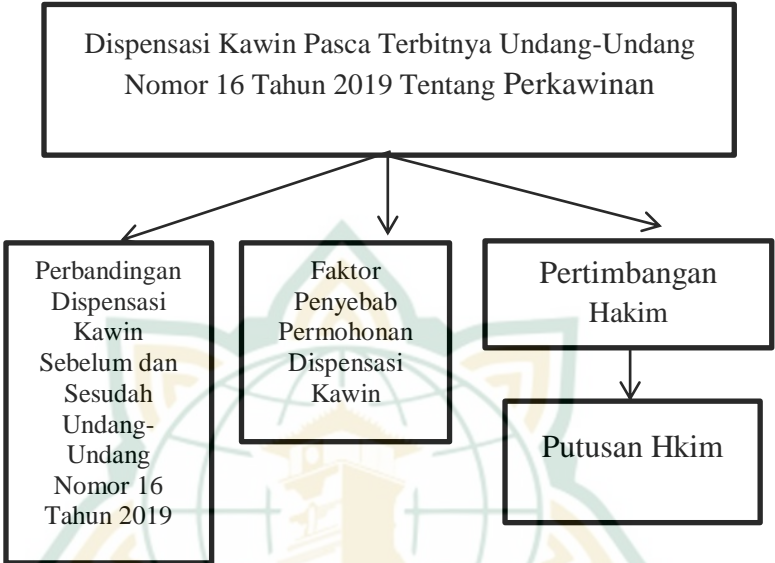 Dispensasi Kawin Pasca Terbitnya Undang-Undang
Nomor 16 Tahun 2019 Tentang Perkawinan
Perbandingan
Dispensasi
Kawin
Sebelum dan
Sesudah
Undang-
Undang
Nomor 16
Tahun 2019
Faktor
Penyebab
Permohonan
Dispensasi
Kawin
Pertimbangan
Hakim
Putusan Hkim